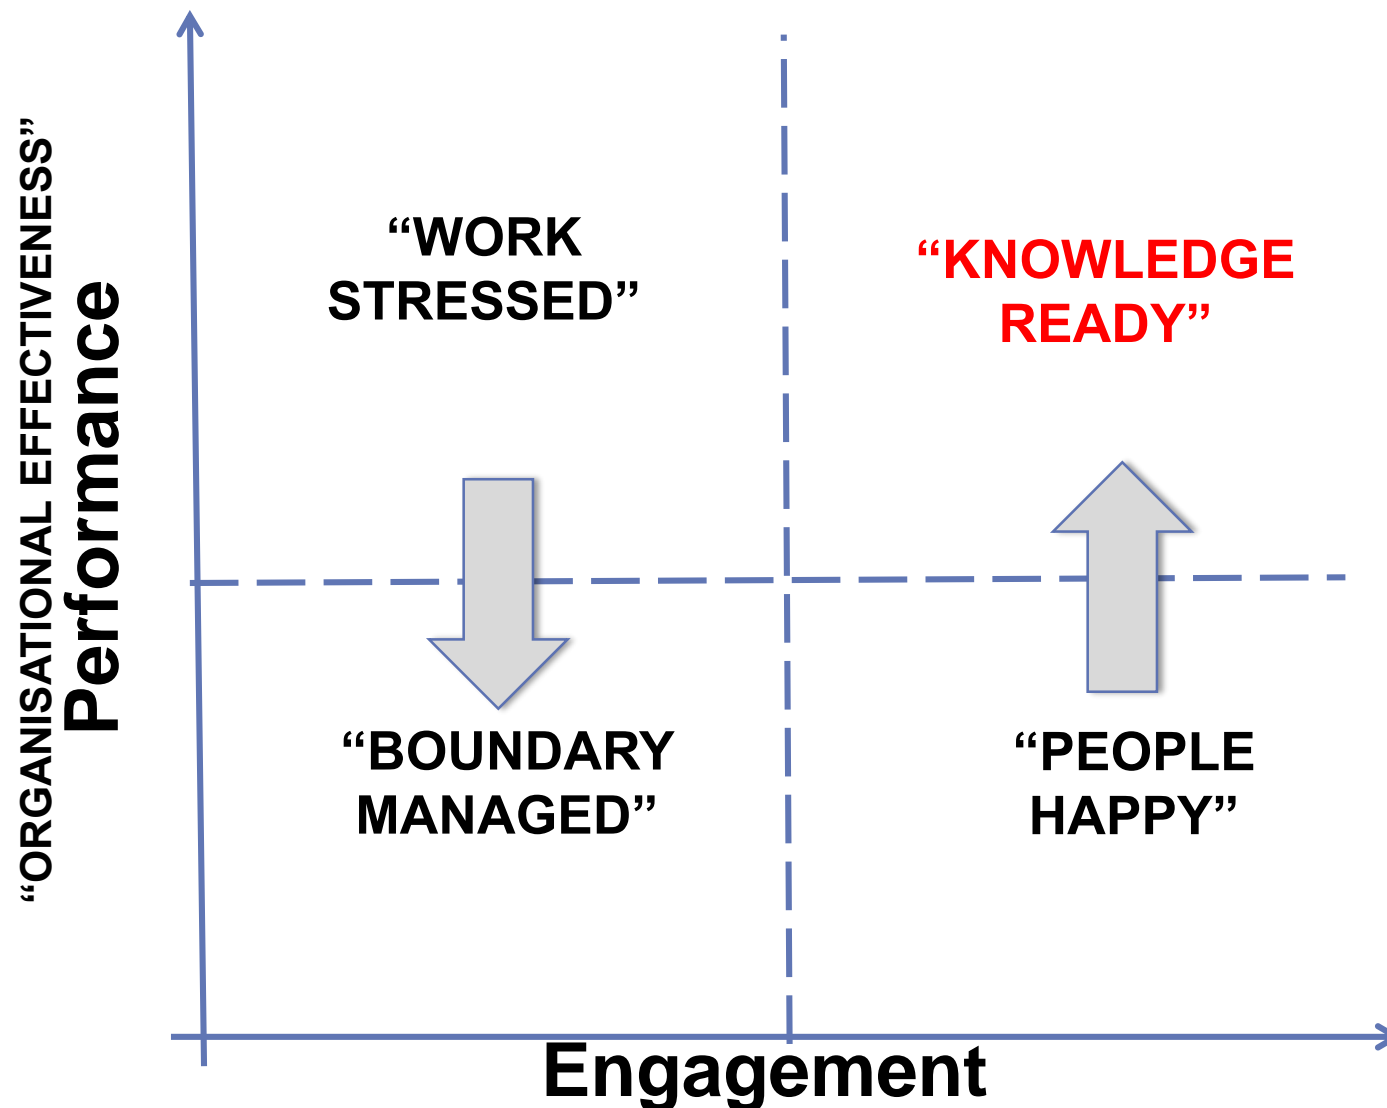 “ORGANISATIONAL EFFECTIVENESS”
Performance
“WORK
STRESSED”
“KNOWLEDGE
READY”
“BOUNDARY
MANAGED”
“PEOPLE
HAPPY”
Engagement